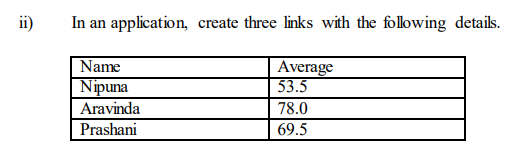 ii) In an application, create three links with the following details.
Name Average
Nipuna 53.5
Aravinda 78.0
Prashani 69.5